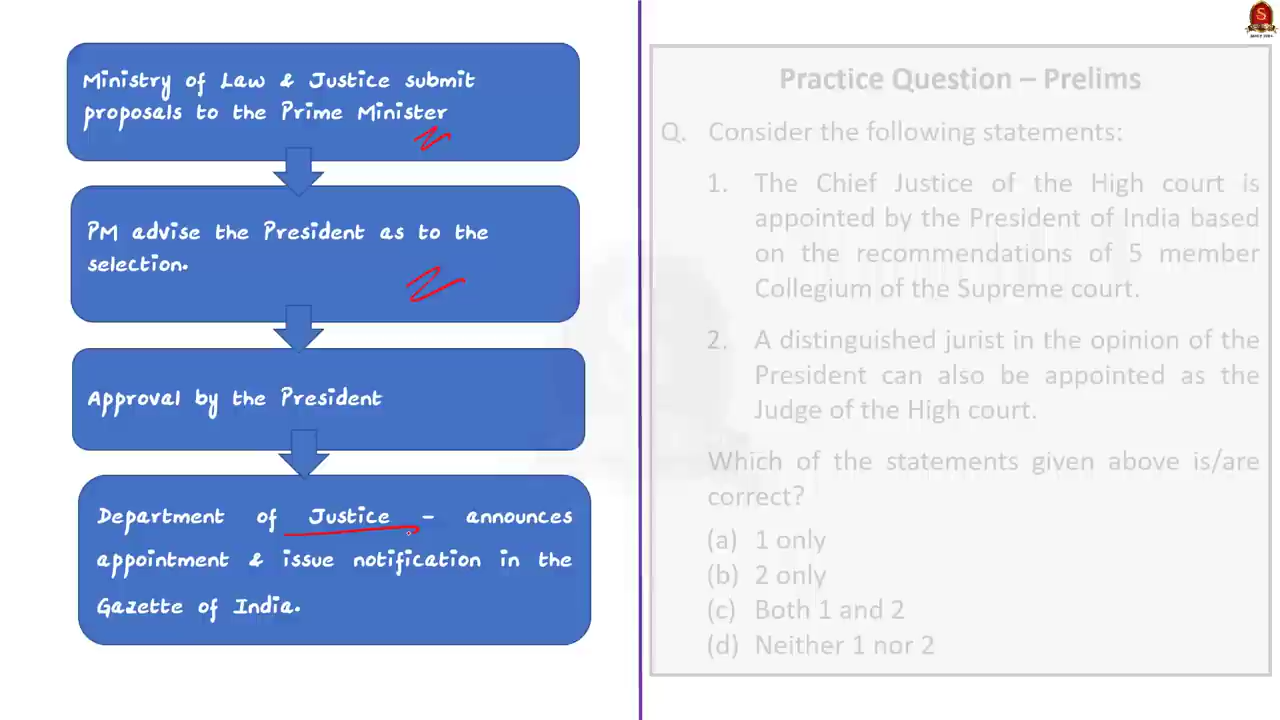 Ministry of Law & Justice submit
proposals to the Prime Minister
PM advise the President as to the
selection.
Approval by the President
Department of Justice - announces
appointment & issue notification in the
Gazette of India.
Practice Question – Prelims
Q. Consider the following statements:
1. The Chief Justice of the High court is
appointed by the President of India based
on the recommendations of 5 member
Collegium of the Supreme court.
2. A distinguished jurist in the opinion of the
President can also be appointed as the
Judge of the High court.
Which of the statements given above is/are
correct?
(a) 1 only
(b) 2 only
(c) Both 1 and 2
(d) Neither 1 nor 2